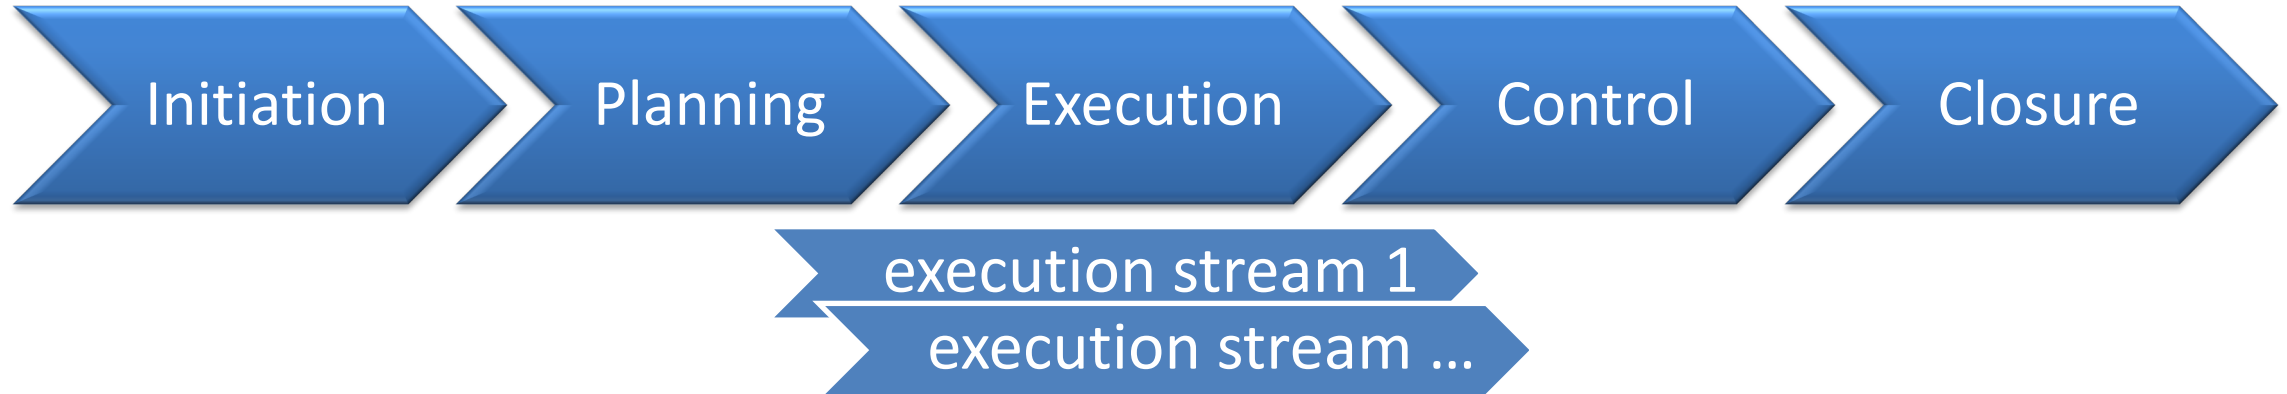 Initiation
Planning
Execution
Control
Closure
execution stream 1
execution stream ...